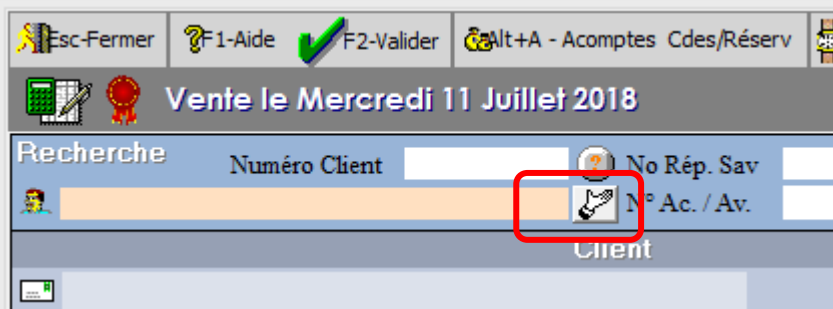 Esc-Fermer ?F1-Aide F2-Valider Alt+A - Acomptes Cdes/Réserv
Vente le Mercredi 11 Juillet 2018
Recherche Numéro Client ? No Rép. Sav
N° Ac. / Av.
Client